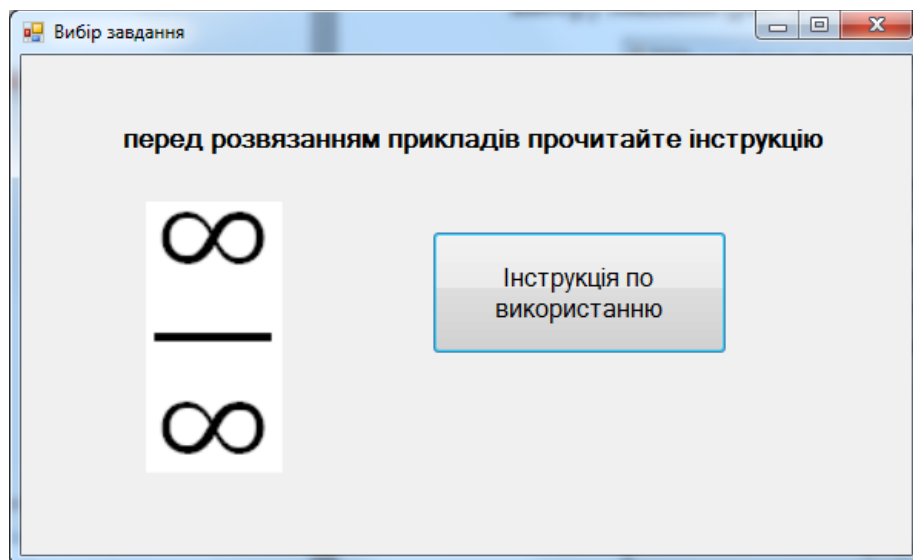 Вибір завдання
перед розвязанням прикладів прочитайте інструкцію
∞
∞
Інструкція по
використанню